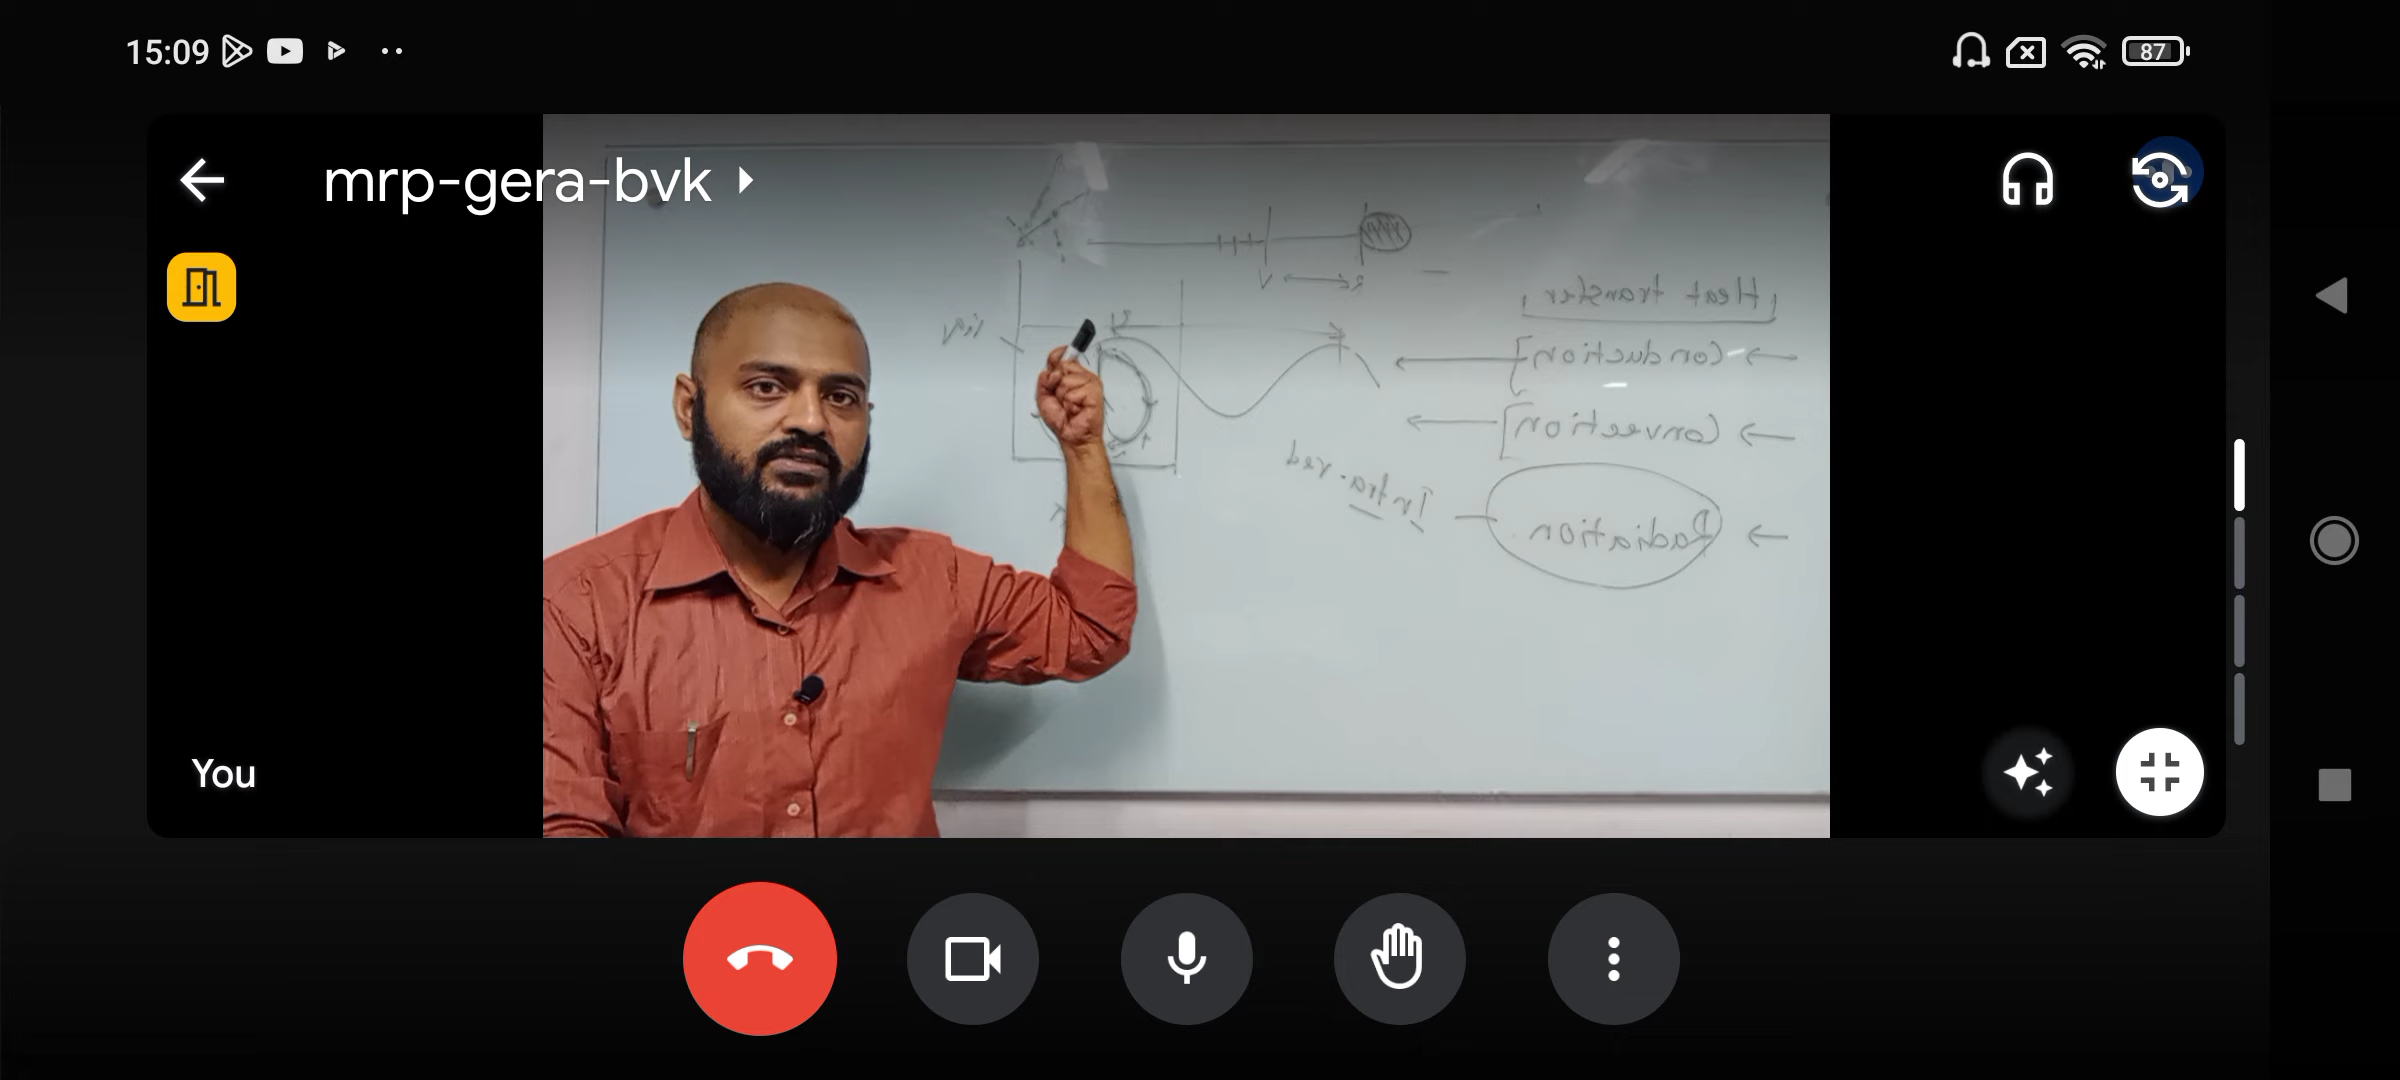 15:09
87
mrp-gera-bvk
Heat transfer
→ Conduction
→ Convection
→ Radiation
Infra-red
You